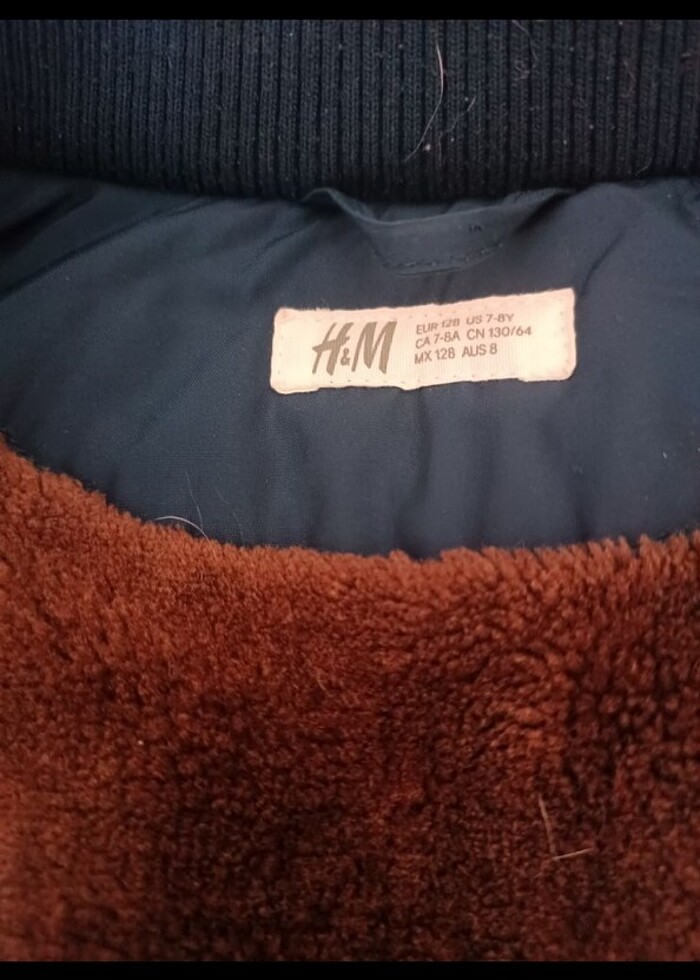 H&M
EUR 128 US 7-8Y
CA 7-8A CN 130/64
MX 128 AUS 8